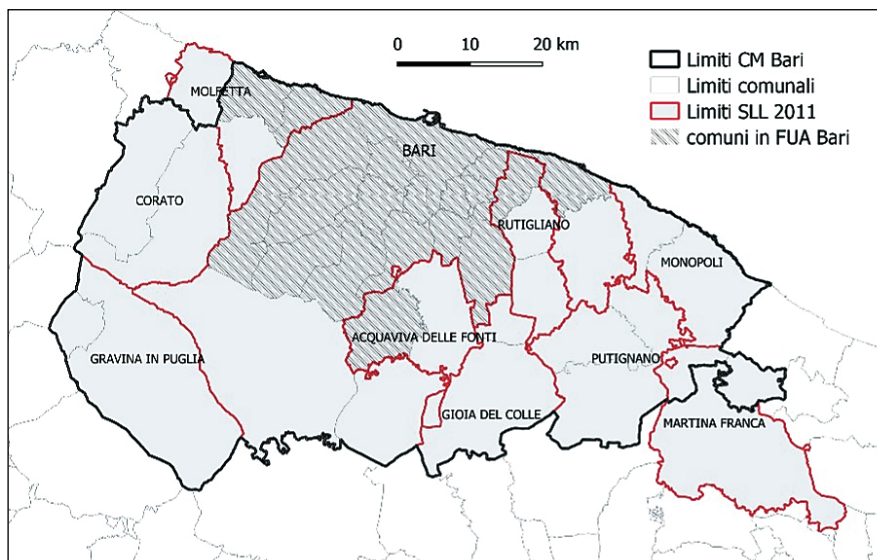 0 10 20 km
Limiti CM Bari
Limiti comunali
Limiti SLL 2011
comuni in FUA Bari
MOLFETTA
BARI
CORATO
RUTIGLIANO
MONOPOLI
ACQUAVIVA DELLE FONTI
GRAVINA IN PUGLIA
PUTIGNANO
GIOIA DEL COLLE
MARTINA FRANCA